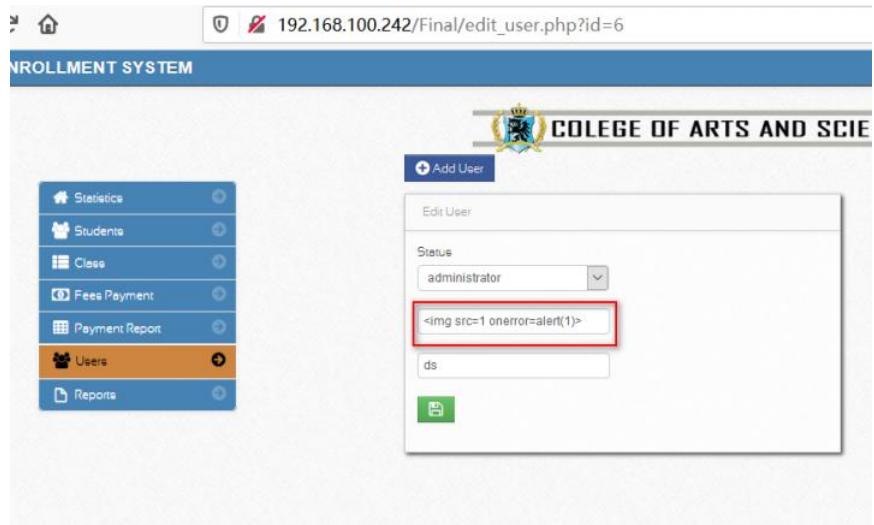 192.168.100.242/Final/edit_user.php?id=6
NROLLMENT SYSTEM
COLEGE OF ARTS AND SCIE
Add User
Statistics
Students
Class
Fees Payment
Payment Report
Users
Reports
Edit User
Status
administrator
<img src=1 onerror=alert(1)>
ds